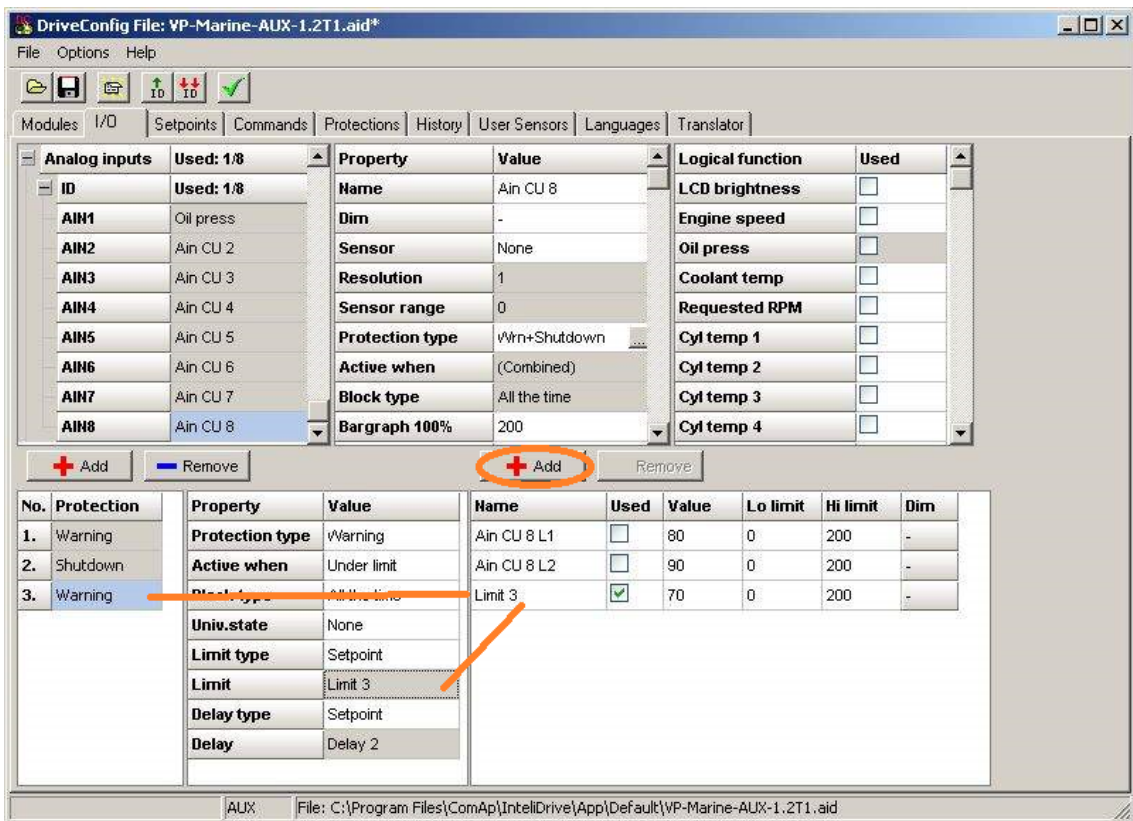 DriveConfig File: VP-Marine-AUX-1.2T1.aid*
File Options Help
ID ID
Modules I/O Setpoints Commands Protections History User Sensors Languages Translator
Analog inputs Used: 1/8 Property Value Logical function Used
ID Used: 1/8 Name Ain CU 8 LCD brightness
AIN1 Oil press Dim - Engine speed
AIN2 Ain CU 2 Sensor None Oil press
AIN3 Ain CU 3 Resolution 1 Coolant temp
AIN4 Ain CU 4 Sensor range 0 Requested RPM
AIN5 Ain CU 5 Protection type Wrn+Shutdown ... Cyl temp 1
AIN6 Ain CU 6 Active when (Combined) Cyl temp 2
AIN7 Ain CU 7 Block type All the time Cyl temp 3
AIN8 Ain CU 8 Bargraph 100% 200 Cyl temp 4
Add Remove Add Remove
No. Protection Property Value Name Used Value Lo limit Hi limit Dim
1. Warning Protection type Warning Ain CU 8 L1 80 0 200 -
2. Shutdown Active when Under limit Ain CU 8 L2 90 0 200 -
3. Warning Block type All the time Limit 3 70 0 200 -
Univ.state None
Limit type Setpoint
Limit Limit 3
Delay type Setpoint
Delay Delay 2
AUX File: C:\Program Files\ComAp\InteliDrive\App\Default\VP-Marine-AUX-1.2T1.aid